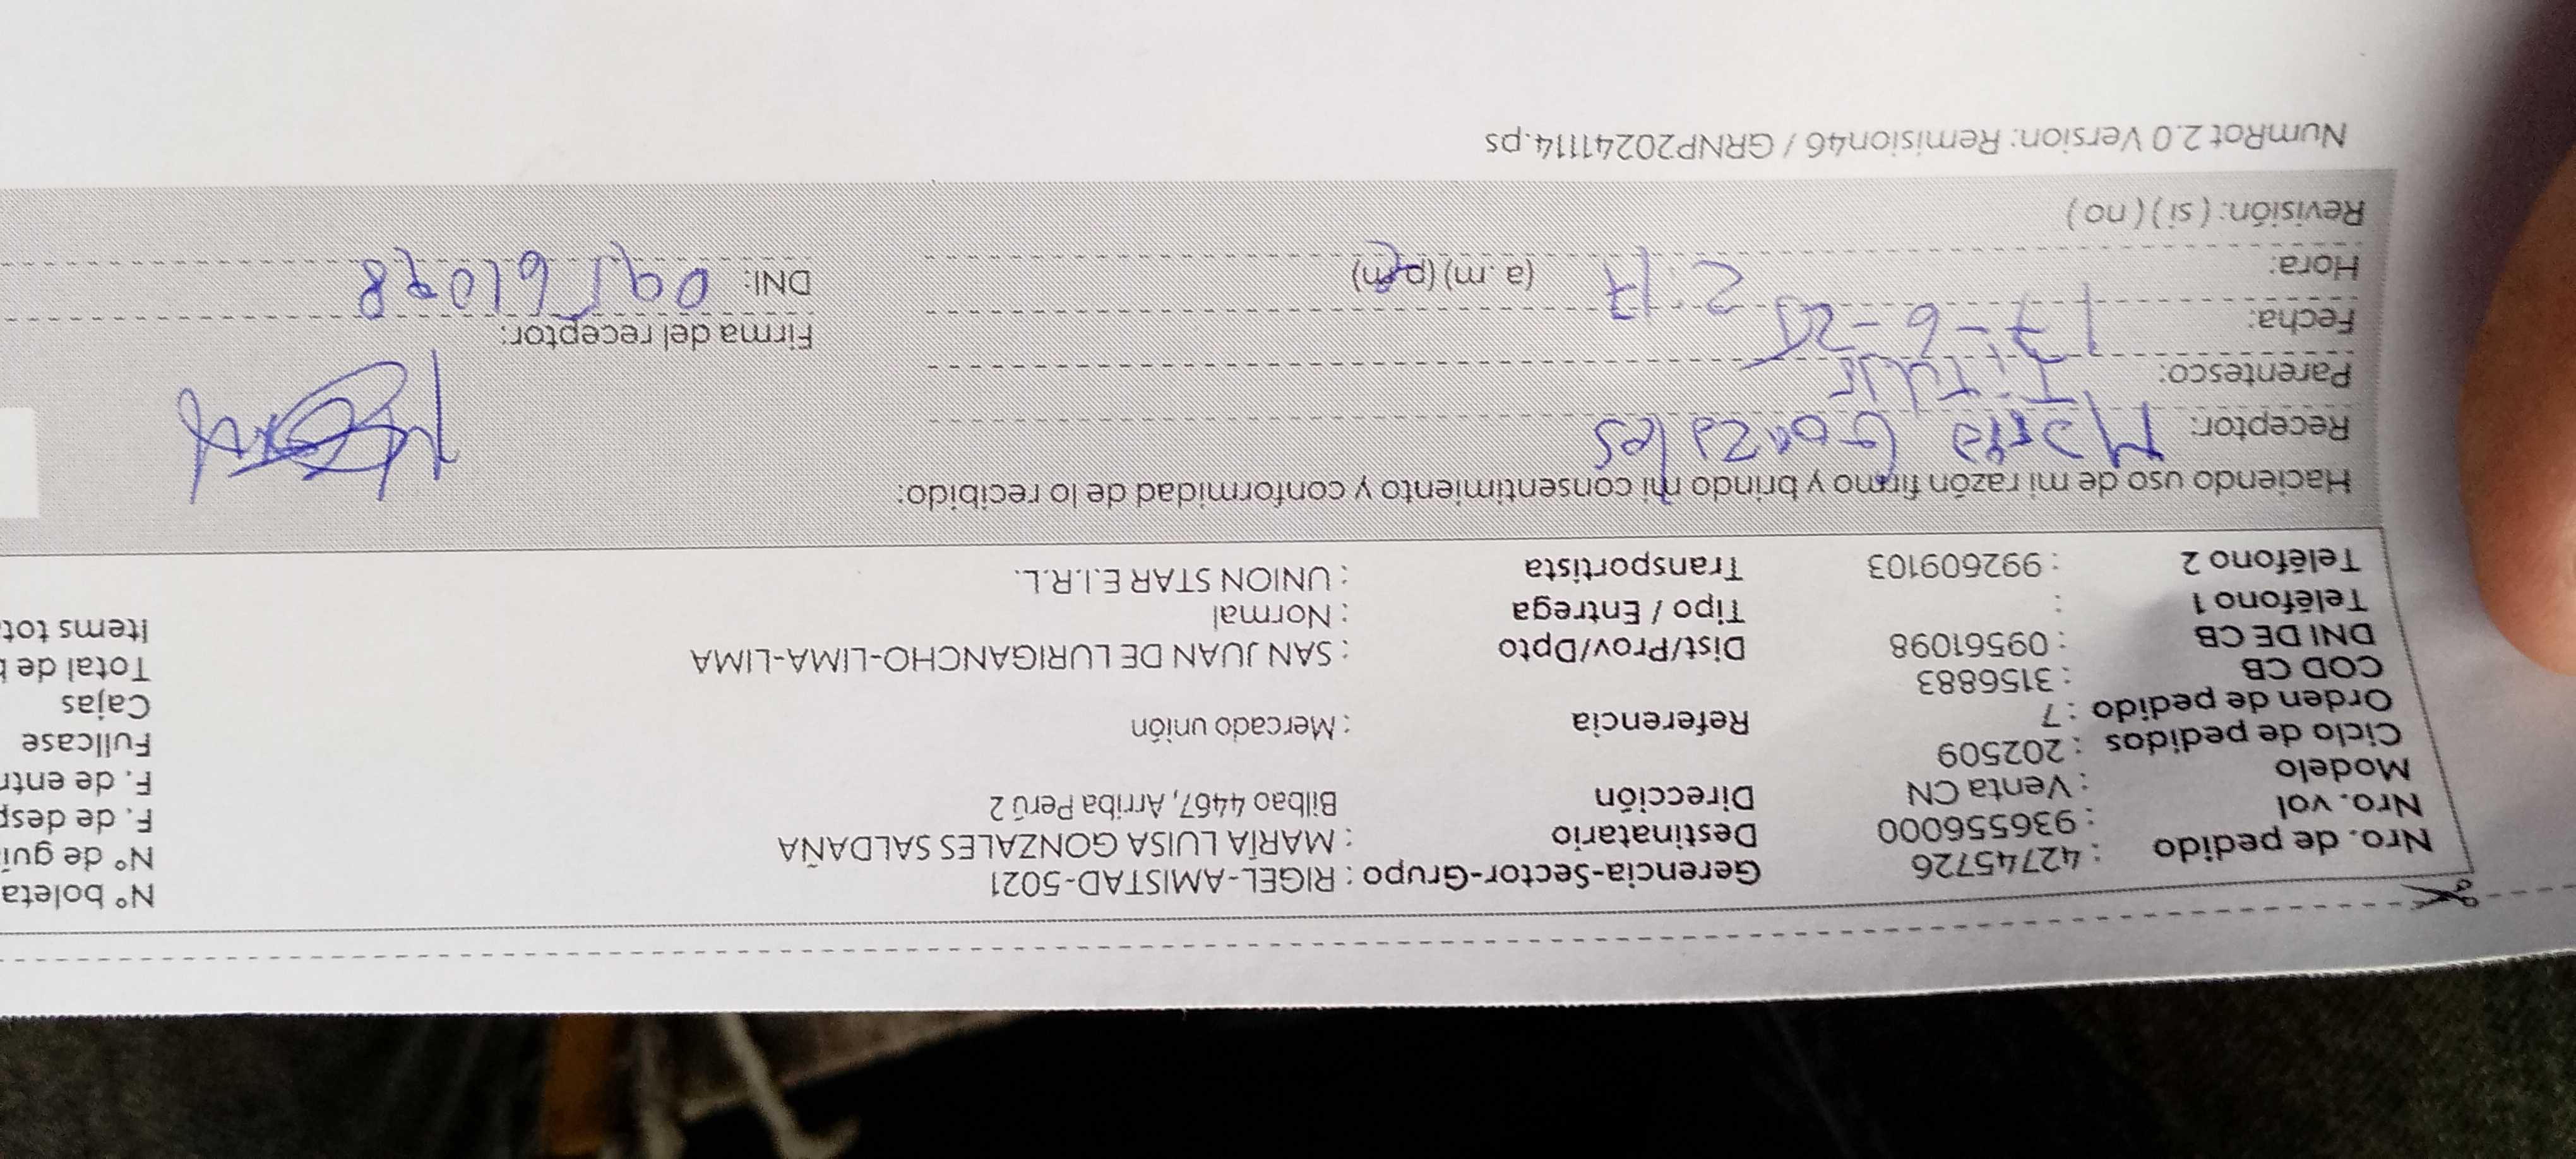 Nro. de pedido : 42745726 Gerencia-Sector-Grupo : RIGEL-AMISTAD-5021 N° boleta
Nro. vol : 936556000 Destinatario : MARÍA LUISA GONZALES SALDAÑA N° de guí
Modelo : Venta CN Dirección Bilbao 4467, Arriba Perú 2 F. de desp
Ciclo de pedidos : 202509 F. de entr
Orden de pedido : 7 Referencia : Mercado unión Fullcase
COD CB : 3156883 Cajas
DNI DE CB : 09561098 Dist/Prov/Dpto : SAN JUAN DE LURIGANCHO-LIMA-LIMA Total de
Teléfono 1 : Tipo / Entrega : Normal Items tot
Teléfono 2 : 992609103 Transportista : UNION STAR E.I.R.L.
Haciendo uso de mi razón firmo y brindo mi consentimiento y conformidad de lo recibido:
Receptor: María Gonzales
Parentesco: Titular
Fecha: 17-6-25 Firma del receptor:
Hora: 2:17 (a. m) (p. m) DNI: 09561098
Revisión: ( si ) ( no )
NumRot 2.0 Version: Remision46 / GRNP20241114.ps